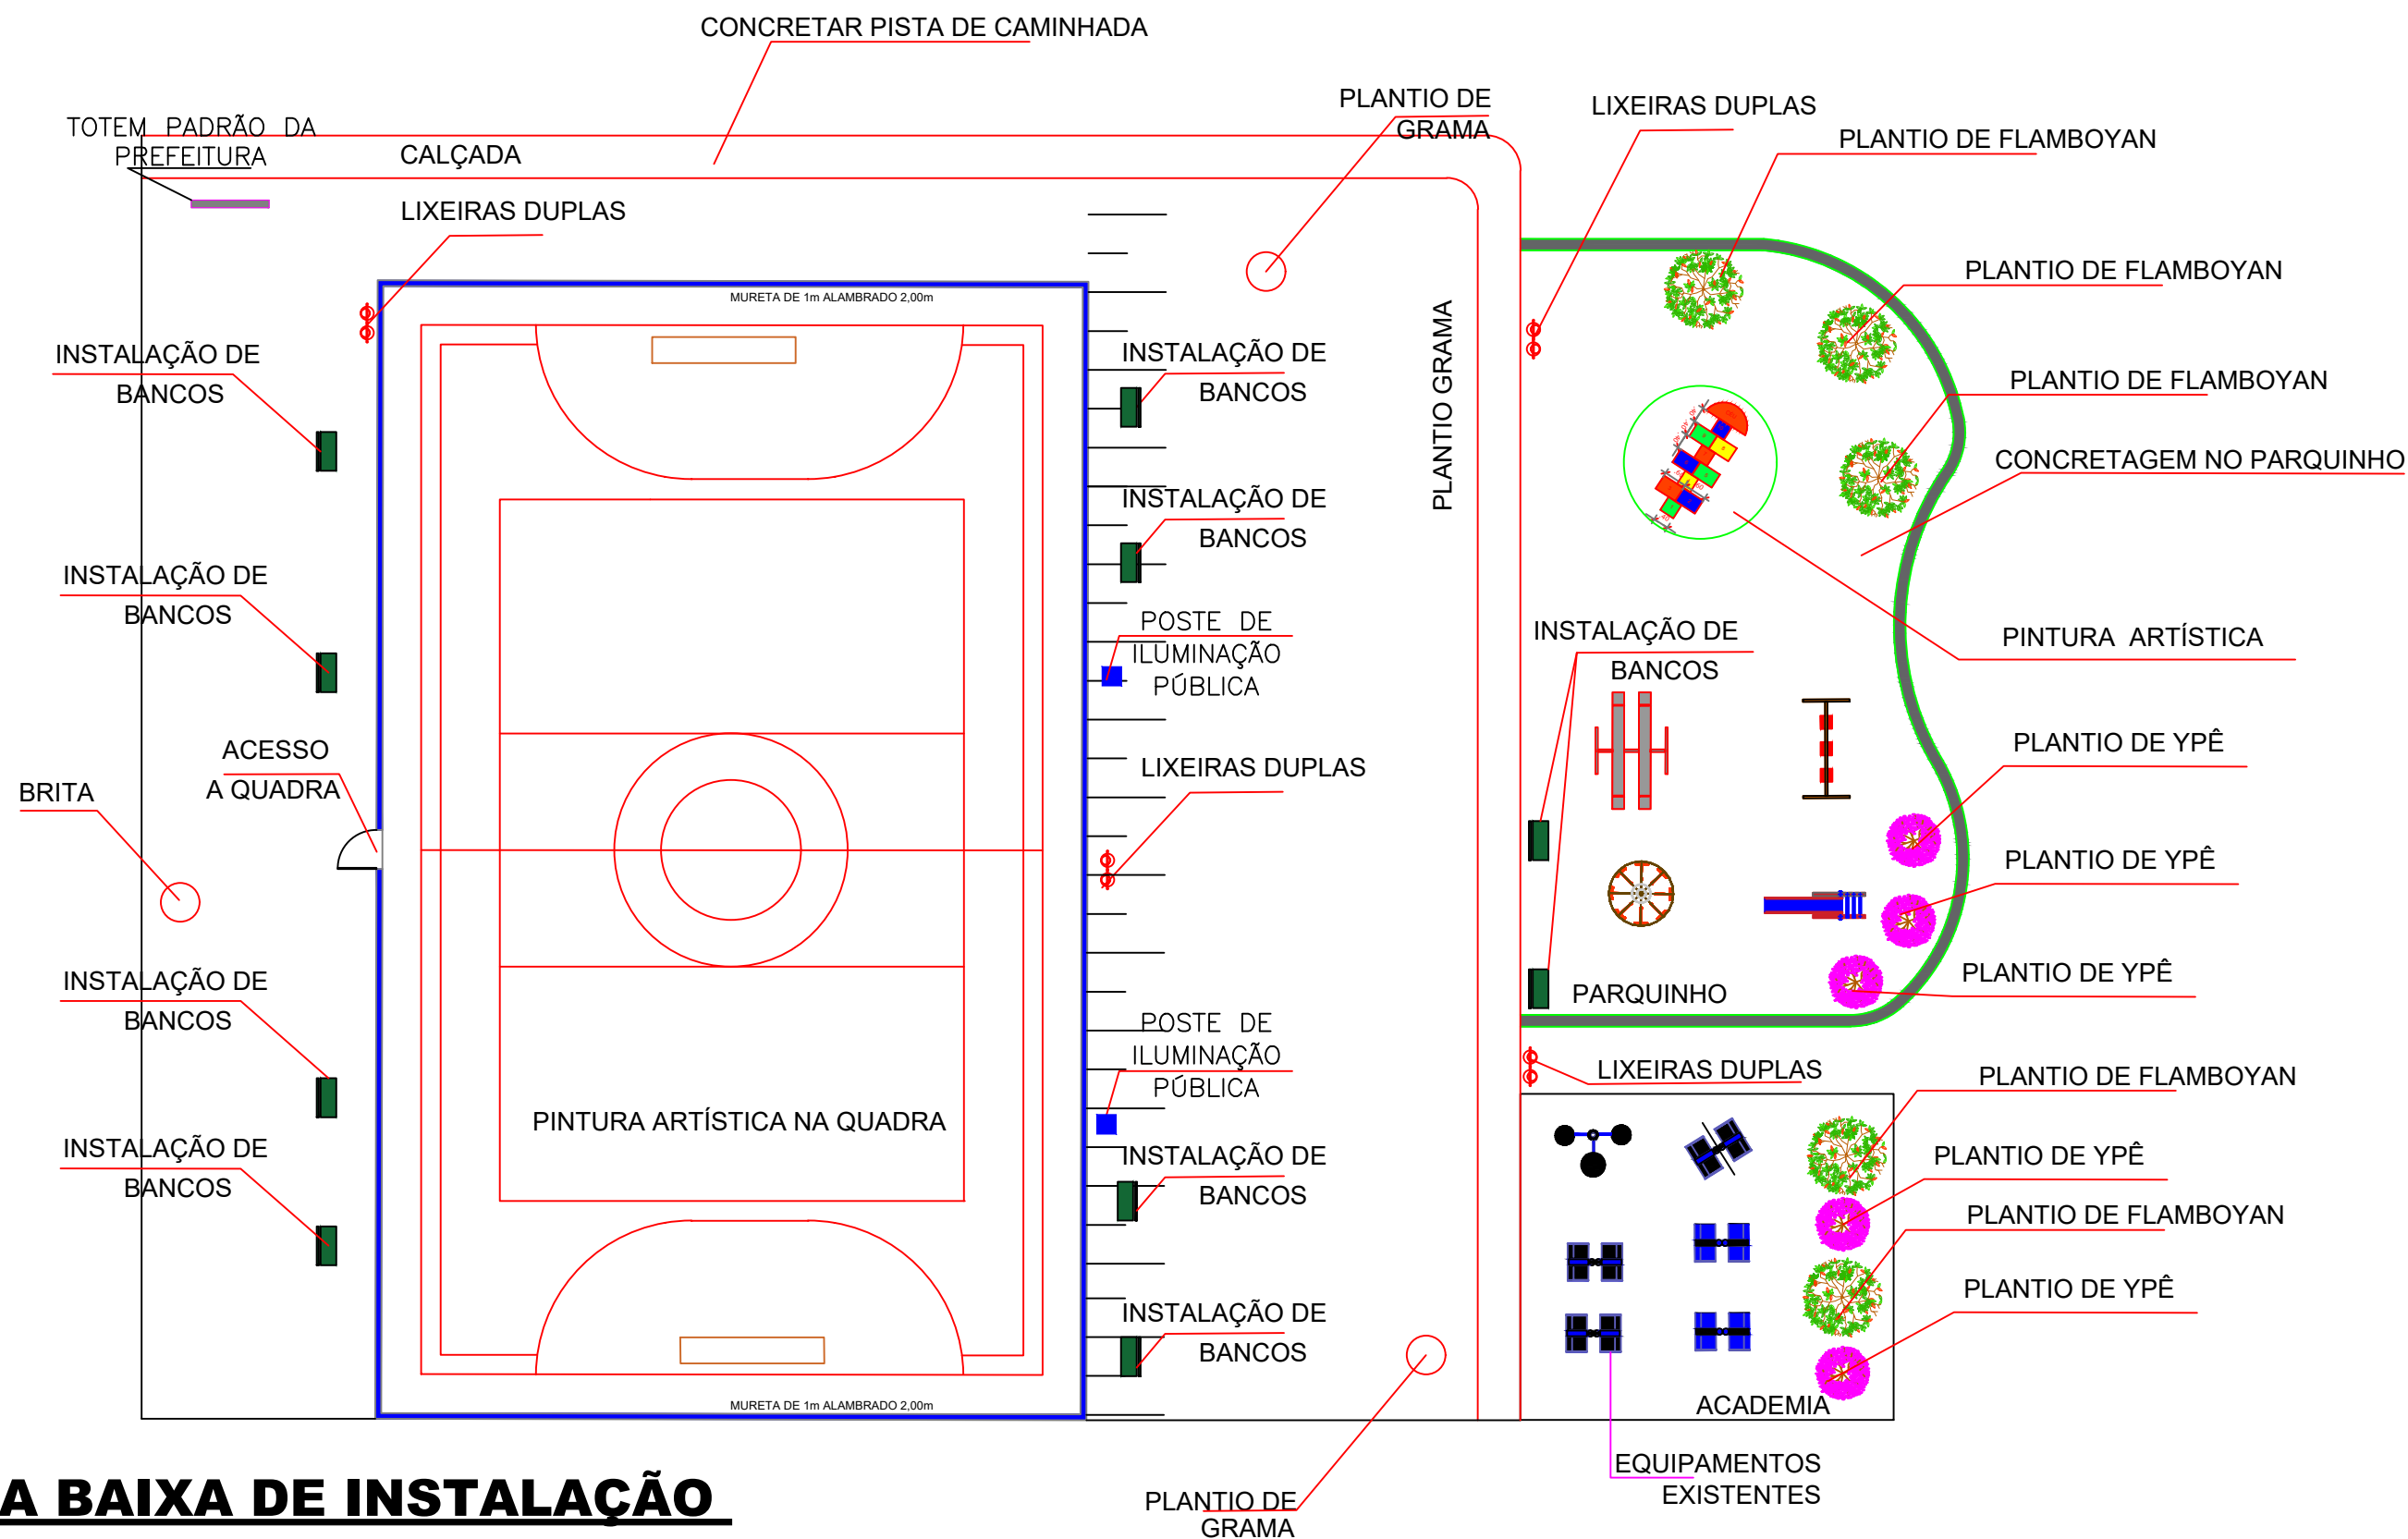 CONCRETAR PISTA DE CAMINHADA
PLANTIO DE
GRAMA
LIXEIRAS DUPLAS
PLANTIO DE FLAMBOYAN
TOTEM PADRÃO DA
PREFEITURA
CALÇADA
LIXEIRAS DUPLAS
PLANTIO DE FLAMBOYAN
MURETA DE 1m ALAMBRADO 2,00m
INSTALAÇÃO DE
BANCOS
INSTALAÇÃO DE
BANCOS
PLANTIO GRAMA
PLANTIO DE FLAMBOYAN
CONCRETAGEM NO PARQUINHO
INSTALAÇÃO DE
BANCOS
INSTALAÇÃO DE
BANCOS
POSTE DE
ILUMINAÇÃO
PÚBLICA
INSTALAÇÃO DE
BANCOS
PINTURA ARTÍSTICA
ACESSO
A QUADRA
BRITA
LIXEIRAS DUPLAS
PLANTIO DE YPÊ
PLANTIO DE YPÊ
PLANTIO DE YPÊ
INSTALAÇÃO DE
BANCOS
PARQUINHO
POSTE DE
ILUMINAÇÃO
PÚBLICA
LIXEIRAS DUPLAS
PLANTIO DE FLAMBOYAN
PINTURA ARTÍSTICA NA QUADRA
INSTALAÇÃO DE
BANCOS
INSTALAÇÃO DE
BANCOS
PLANTIO DE YPÊ
PLANTIO DE FLAMBOYAN
PLANTIO DE YPÊ
INSTALAÇÃO DE
BANCOS
MURETA DE 1m ALAMBRADO 2,00m
ACADEMIA
EQUIPAMENTOS
EXISTENTES
PLANTIO DE
GRAMA
A BAIXA DE INSTALAÇÃO